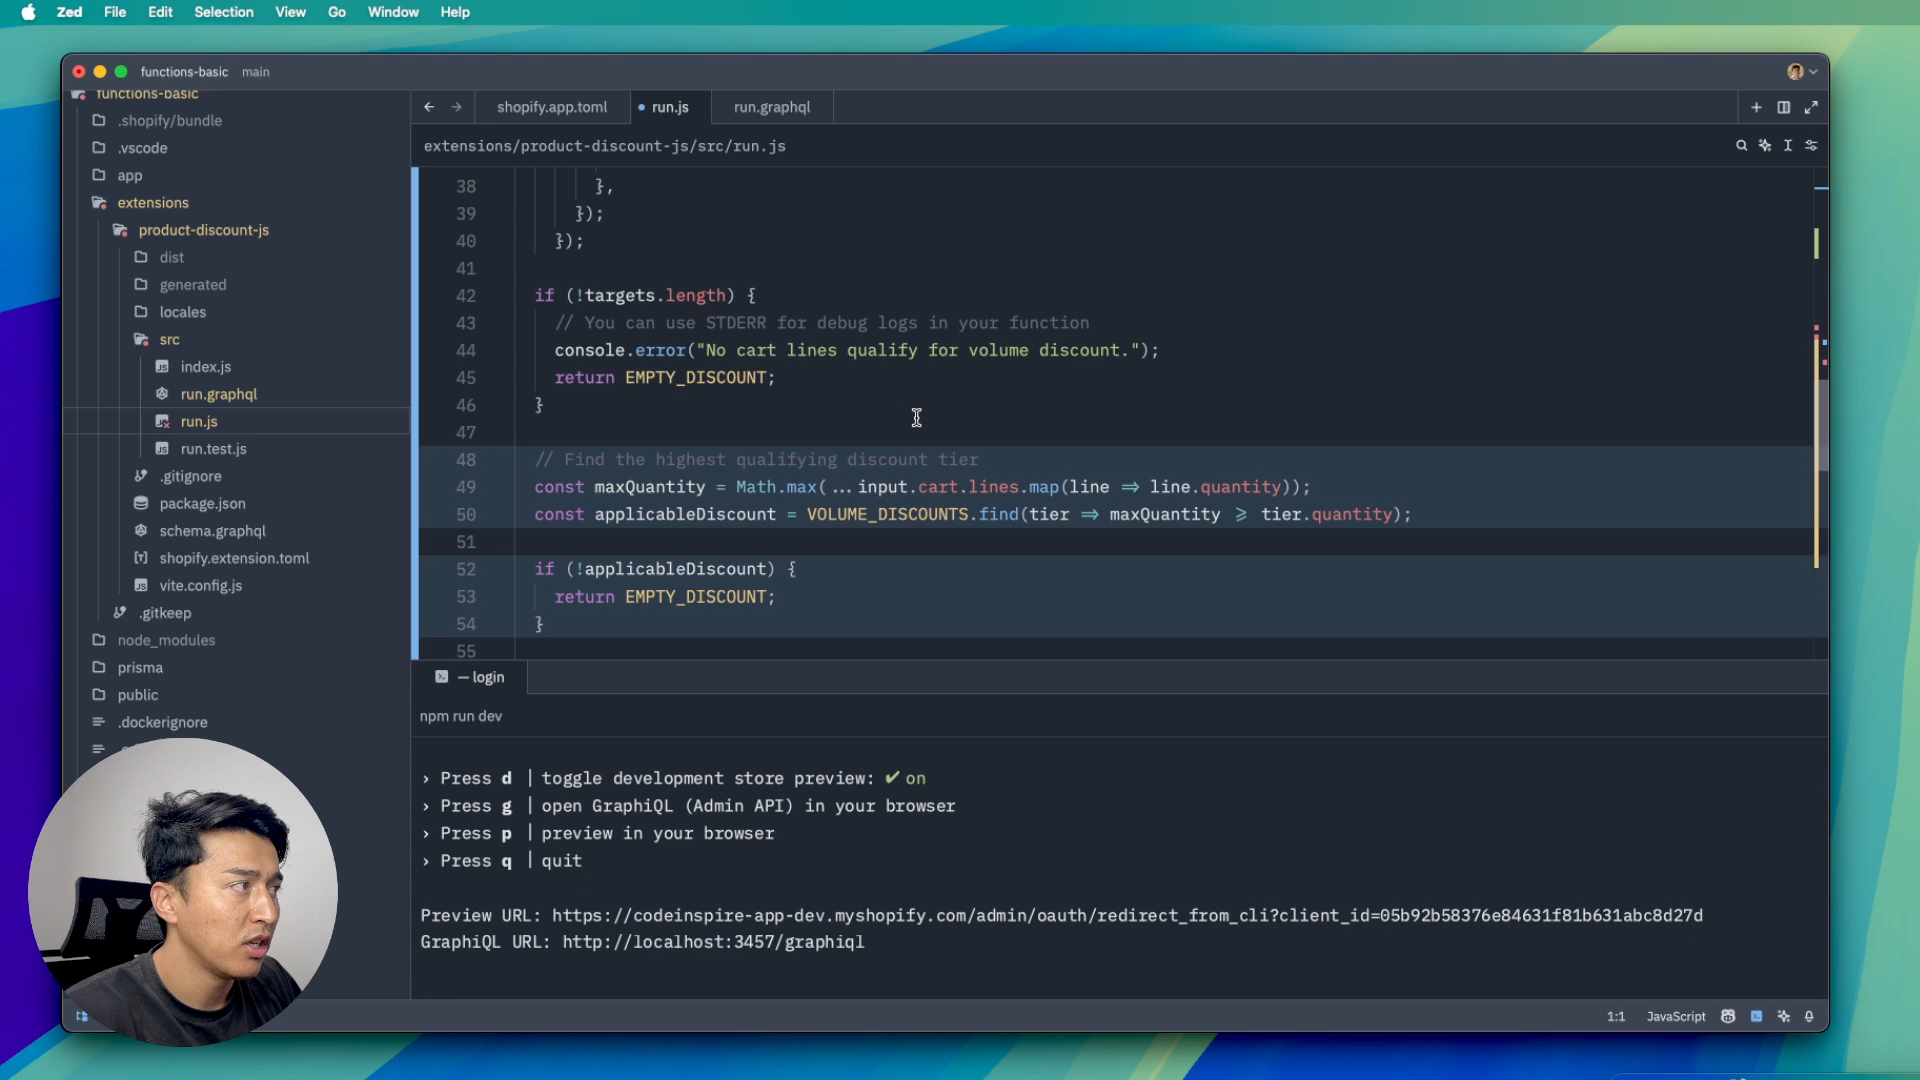 Zed File Edit Selection View Go Window Help
functions-basic main
functions-basic
.shopify/bundle
.vscode
app
extensions
product-discount-js
dist
generated
locales
src
index.js
run.graphql
run.js
run.test.js
.gitignore
package.json
schema.graphql
shopify.extension.toml
vite.config.js
.gitkeep
node_modules
prisma
public
.dockerignore
shopify.app.toml run.js run.graphql
extensions/product-discount-js/src/run.js
38 },
39 });
40 });
41
42 if (!targets.length) {
43 // You can use STDERR for debug logs in your function
44 console.error("No cart lines qualify for volume discount.");
45 return EMPTY_DISCOUNT;
46 }
47
48 // Find the highest qualifying discount tier
49 const maxQuantity = Math.max(...input.cart.lines.map(line => line.quantity));
50 const applicableDiscount = VOLUME_DISCOUNTS.find(tier => maxQuantity >= tier.quantity);
51
52 if (!applicableDiscount) {
53 return EMPTY_DISCOUNT;
54 }
55
— login
npm run dev
› Press d | toggle development store preview: ✔ on
› Press g | open GraphiQL (Admin API) in your browser
› Press p | preview in your browser
› Press q | quit
Preview URL: https://codeinspire-app-dev.myshopify.com/admin/oauth/redirect_from_cli?client_id=05b92b58376e84631f81b631abc8d27d
GraphiQL URL: http://localhost:3457/graphiql
1:1 JavaScript